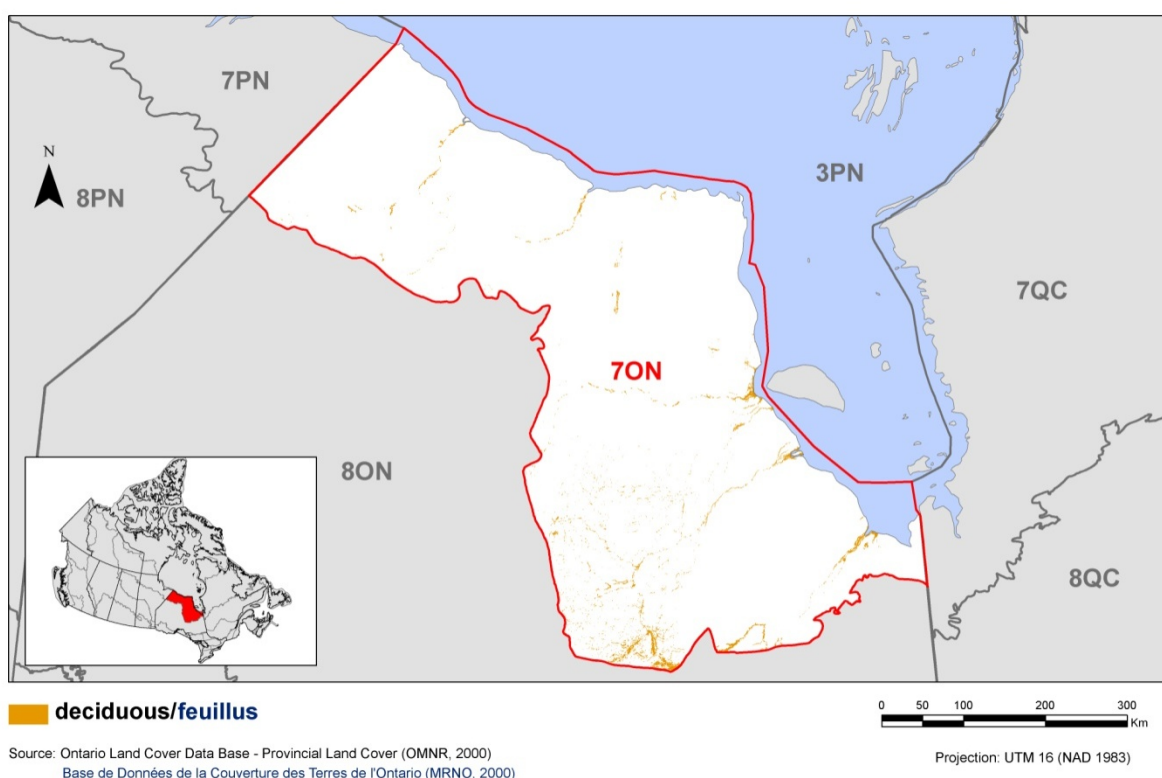 7PN
N
8PN
3PN
7QC
7ON
8ON
8QC
deciduous/feuillus
0 50 100 200 300
Km
Source: Ontario Land Cover Data Base - Provincial Land Cover (OMNR, 2000)
Projection: UTM 16 (NAD 1983)
Base de Données de la Couverture des Terres de l'Ontario (MRNO, 2000)